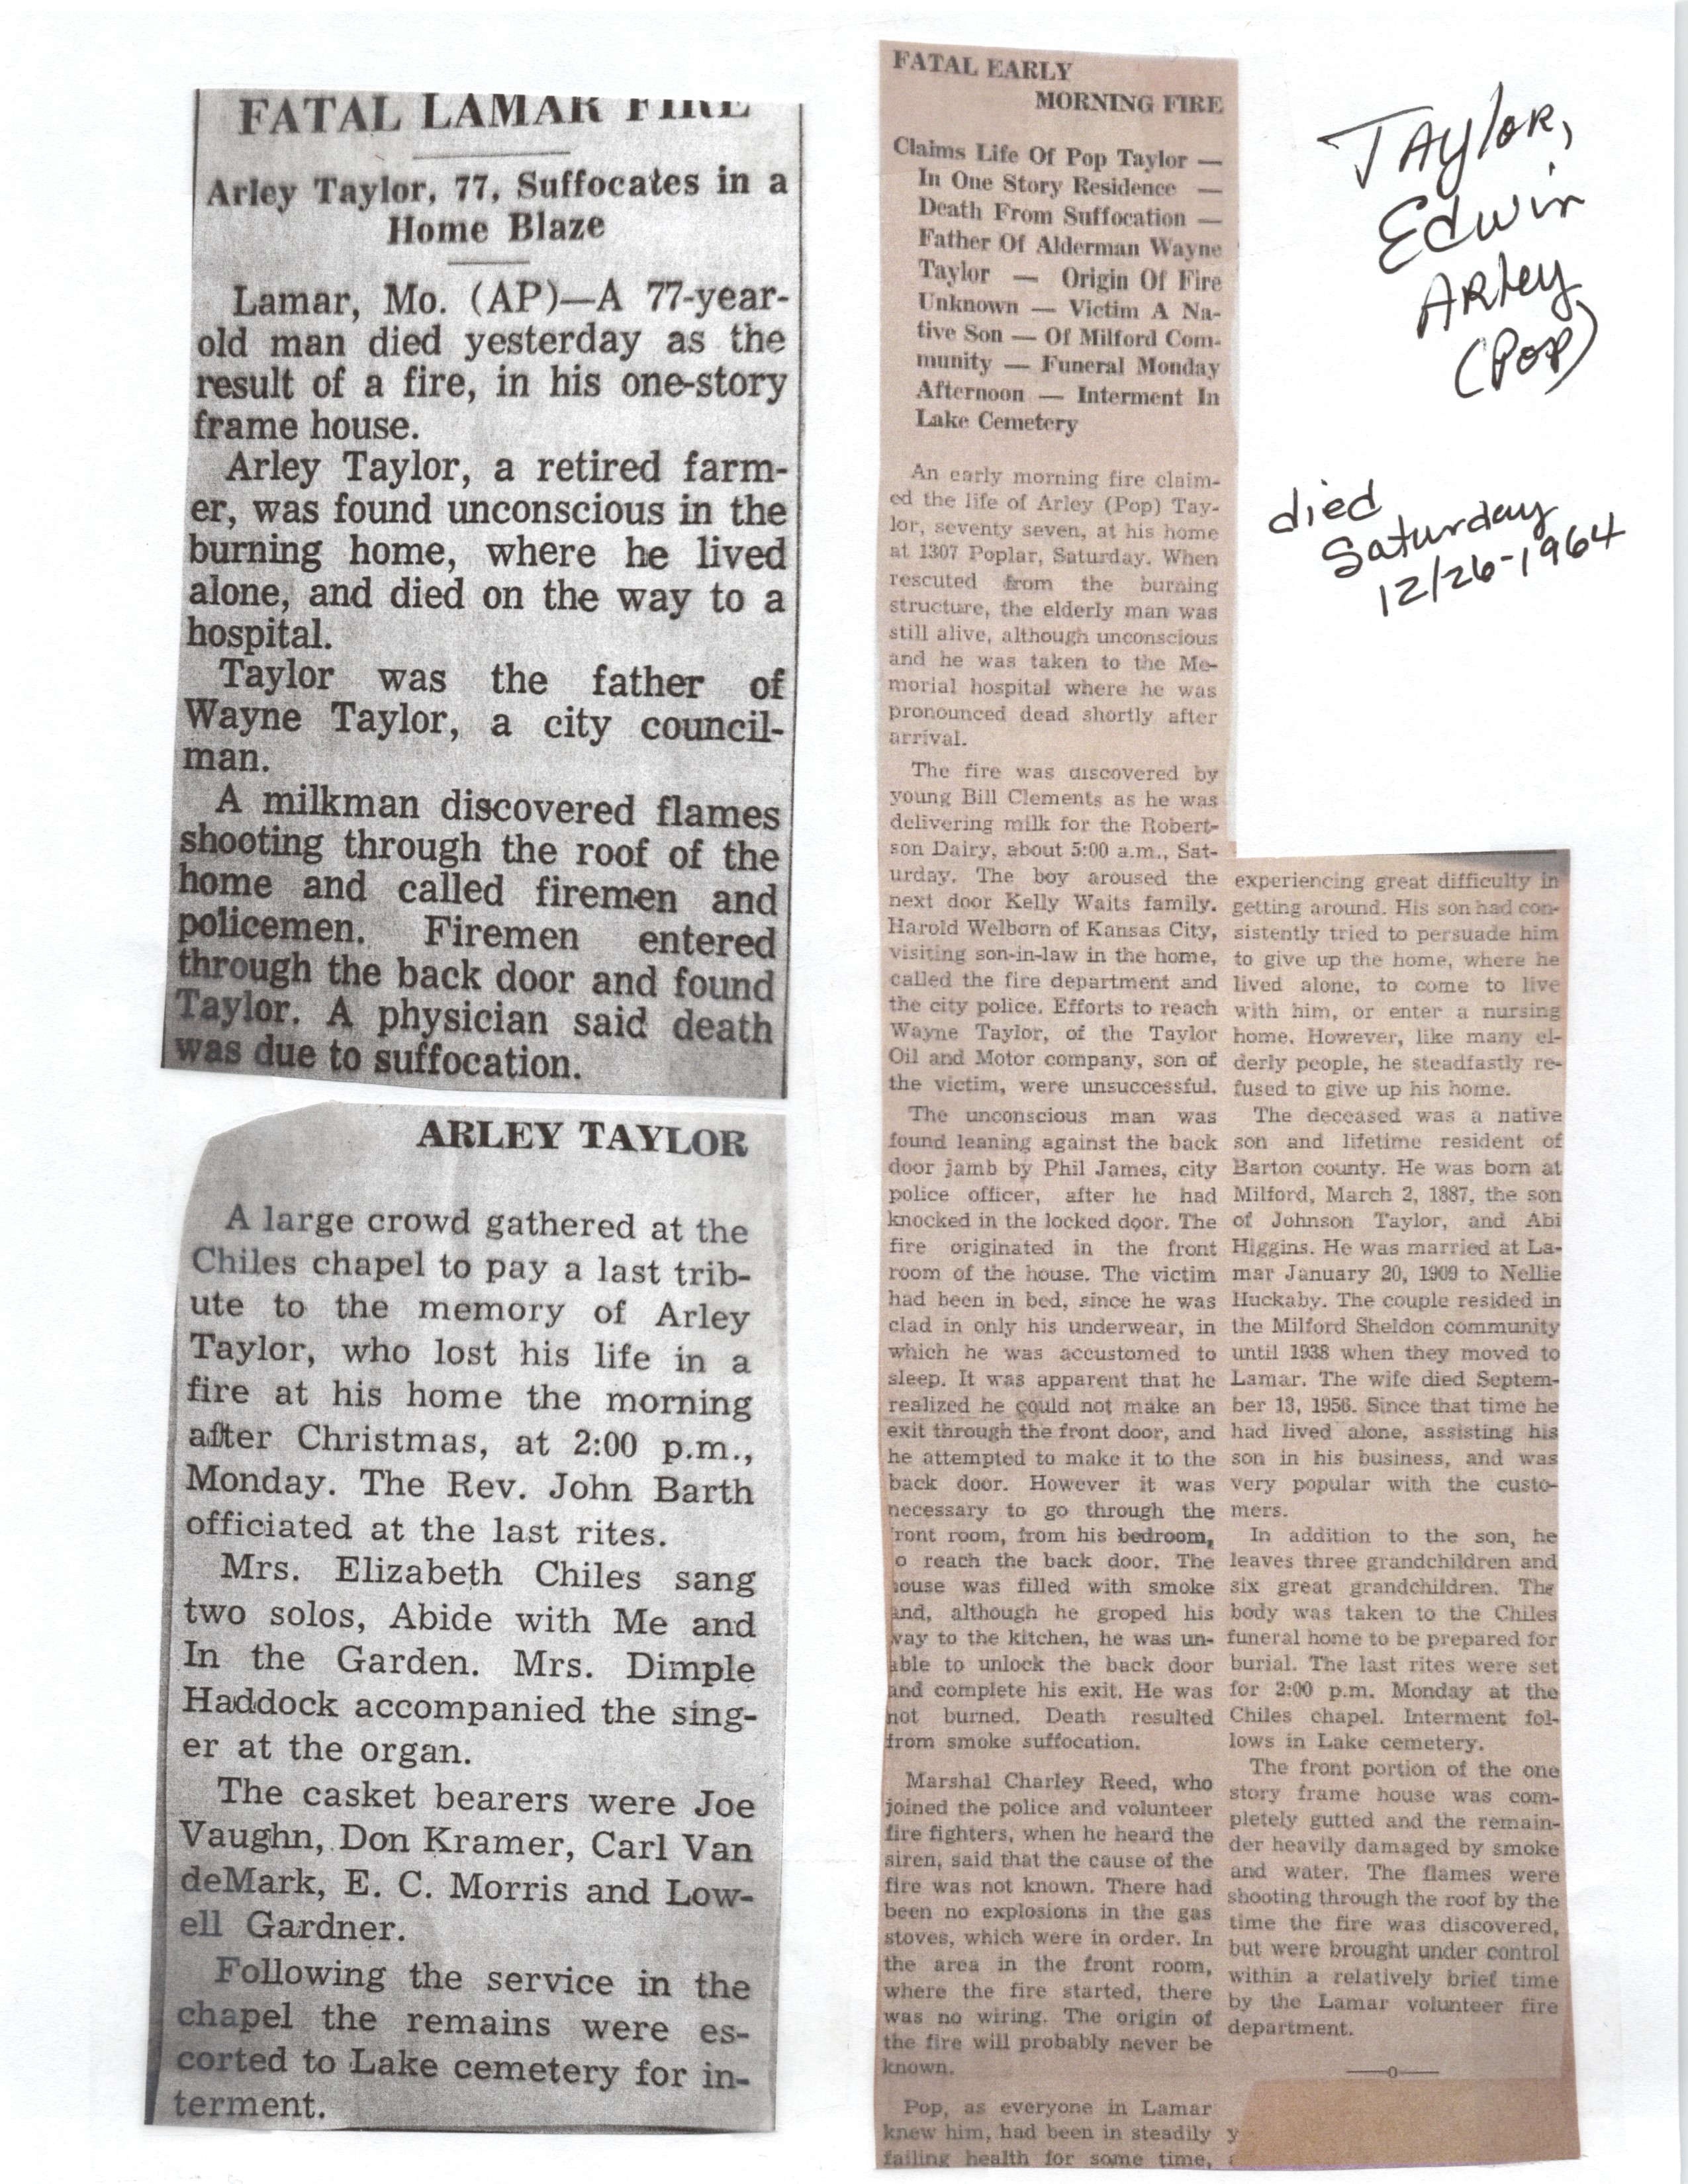 FATAL LAMAR FIRE
Arley Taylor, 77, Suffocates in a
Home Blaze
Lamar, Mo. (AP)—A 77-year-
old man died yesterday as the
result of a fire, in his one-story
frame house.
Arley Taylor, a retired farm-
er, was found unconscious in the
burning home, where he lived
alone, and died on the way to a
hospital.
Taylor was the father of
Wayne Taylor, a city council-
man.
A milkman discovered flames
shooting through the roof of the
home and called firemen and
policemen. Firemen entered
through the back door and found
Taylor. A physician said death
was due to suffocation.
ARLEY TAYLOR
A large crowd gathered at the
Chiles chapel to pay a last trib-
ute to the memory of Arley
Taylor, who lost his life in a
fire at his home the morning
after Christmas, at 2:00 p.m.,
Monday. The Rev. John Barth
officiated at the last rites.
Mrs. Elizabeth Chiles sang
two solos, Abide with Me and
In the Garden. Mrs. Dimple
Haddock accompanied the sing-
er at the organ.
The casket bearers were Joe
Vaughn, Don Kramer, Carl Van
deMark, E. C. Morris and Low-
ell Gardner.
Following the service in the
chapel the remains were es-
corted to Lake cemetery for in-
terment.
FATAL EARLY
MORNING FIRE
Claims Life Of Pop Taylor —
In One Story Residence —
Death From Suffocation —
Father Of Alderman Wayne
Taylor — Origin Of Fire
Unknown — Victim A Na-
tive Son — Of Milford Com-
munity — Funeral Monday
Afternoon — Interment In
Lake Cemetery
An early morning fire claim-
ed the life of Arley (Pop) Tay-
lor, seventy seven, at his home
at 1307 Poplar, Saturday. When
rescuted from the burning
structure, the elderly man was
still alive, although unconscious
and he was taken to the Me-
morial hospital where he was
pronounced dead shortly after
arrival.
The fire was discovered by
young Bill Clements as he was
delivering milk for the Robert-
son Dairy, about 5:00 a.m., Sat-
urday. The boy aroused the
next door Kelly Waits family.
Harold Welborn of Kansas City,
visiting son-in-law in the home,
called the fire department and
the city police. Efforts to reach
Wayne Taylor, of the Taylor
Oil and Motor company, son of
the victim, were unsuccessful.
The unconscious man was
found leaning against the back
door jamb by Phil James, city
police officer, after he had
knocked in the locked door. The
fire originated in the front
room of the house. The victim
had been in bed, since he was
clad in only his underwear, in
which he was accustomed to
sleep. It was apparent that he
realized he could not make an
exit through the front door, and
he attempted to make it to the
back door. However it was
necessary to go through the
front room, from his bedroom,
o reach the back door. The
ouse was filled with smoke
and, although he groped his
way to the kitchen, he was un-
able to unlock the back door
and complete his exit. He was
not burned. Death resulted
from smoke suffocation.
Marshal Charley Reed, who
joined the police and volunteer
fire fighters, when he heard the
siren, said that the cause of the
fire was not known. There had
been no explosions in the gas
stoves, which were in order. In
the area in the front room,
where the fire started, there
was no wiring. The origin of
the fire will probably never be
known.
Pop, as everyone in Lamar
knew him, had been in steadily
failing health for some time,
experiencing great difficulty in
getting around. His son had con-
sistently tried to persuade him
to give up the home, where he
lived alone, to come to live
with him, or enter a nursing
home. However, like many el-
derly people, he steadfastly re-
fused to give up his home.
The deceased was a native
son and lifetime resident of
Barton county. He was born at
Milford, March 2, 1887, the son
of Johnson Taylor, and Abi
Higgins. He was married at La-
mar January 20, 1909 to Nellie
Huckaby. The couple resided in
the Milford Sheldon community
until 1938 when they moved to
Lamar. The wife died Septem-
ber 13, 1956. Since that time he
had lived alone, assisting his
son in his business, and was
very popular with the custo-
mers.
In addition to the son, he
leaves three grandchildren and
six great grandchildren. The
body was taken to the Chiles
funeral home to be prepared for
burial. The last rites were set
for 2:00 p.m. Monday at the
Chiles chapel. Interment fol-
lows in Lake cemetery.
The front portion of the one
story frame house was com-
pletely gutted and the remain-
der heavily damaged by smoke
and water. The flames were
shooting through the roof by the
time the fire was discovered,
but were brought under control
within a relatively brief time
by the Lamar volunteer fire
department.
—o—
y
Taylor,
Edwin
Arley
(Pop)
died
Saturday
12/26-1964